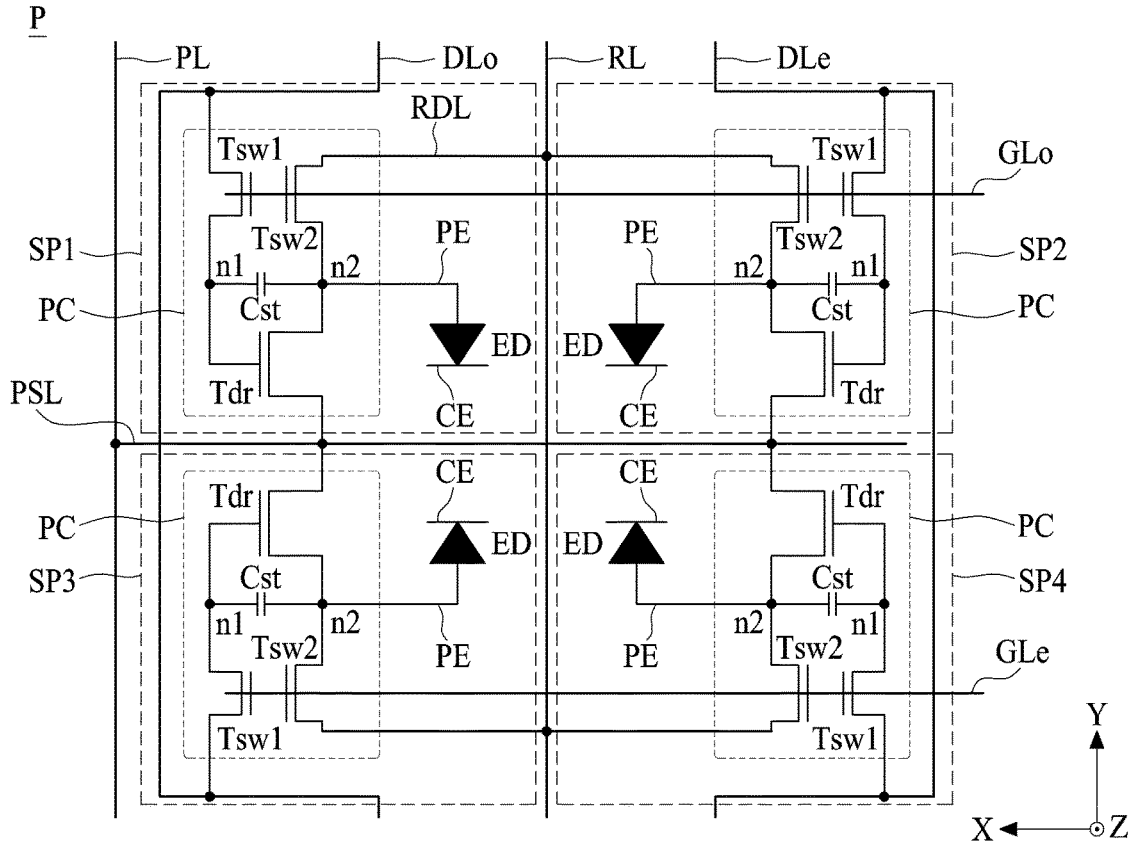 P
PL
DLo
RL
DLe
RDL
Tsw1
Tsw1
GLo
SP1
Tsw2
PE
PE
Tsw2
SP2
n1
n2
n2
n1
PC
Cst
Cst
PC
ED
ED
Tdr
Tdr
PSL
CE
CE
Tdr
CE
CE
Tdr
PC
ED
ED
PC
SP3
Cst
Cst
SP4
n1
n2
n2
n1
Tsw2
PE
PE
Tsw2
GLe
Tsw1
Tsw1
Y
X
Z